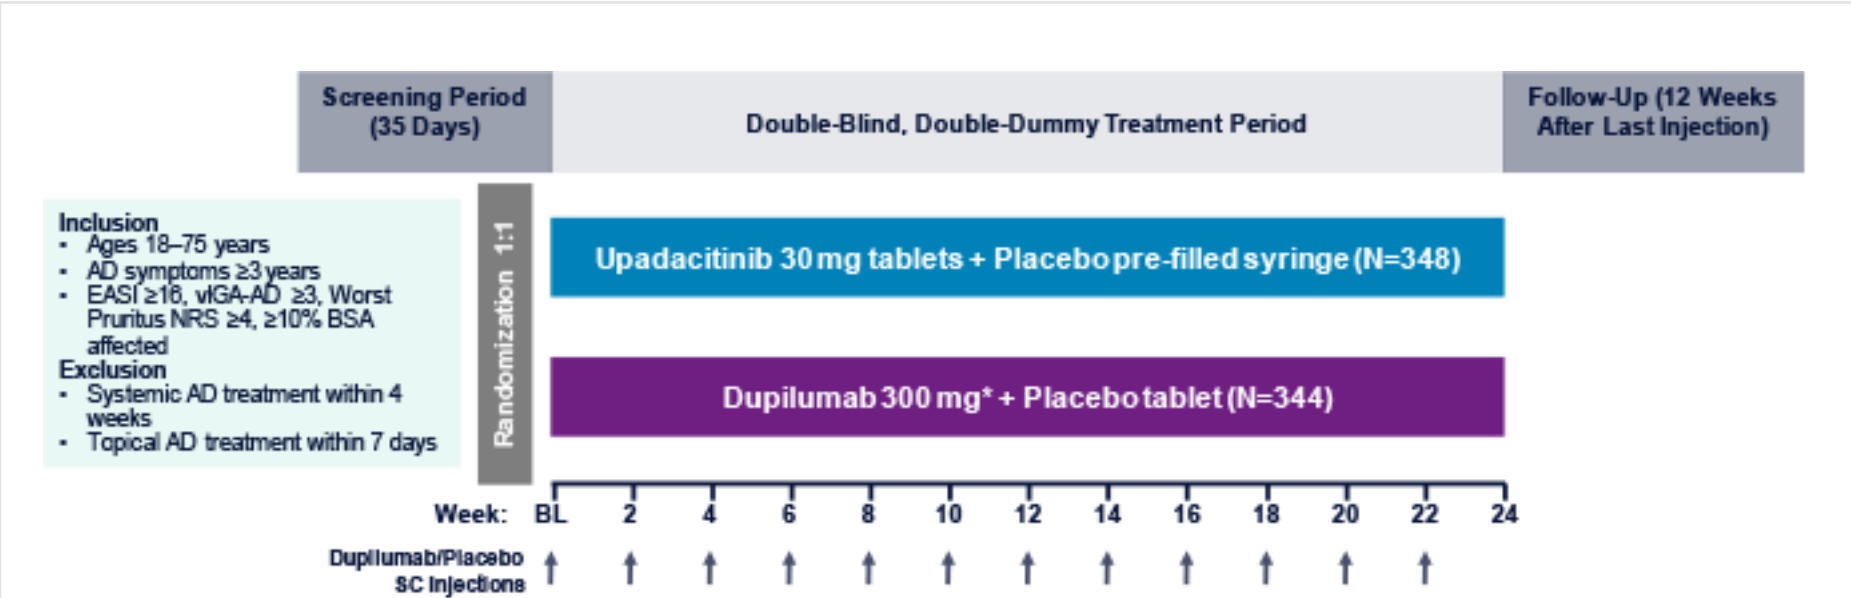 Screening Period
(35 Days)
Double-Blind, Double-Dummy Treatment Period
Follow-Up (12 Weeks
After Last Injection)
Inclusion
▪ Ages 18–75 years
▪ AD symptoms ≥3 years
▪ EASI ≥16, vIGA-AD ≥3, Worst
Pruritus NRS ≥4, ≥10% BSA
affected
Exclusion
▪ Systemic AD treatment within 4
weeks
▪ Topical AD treatment within 7 days
Randomization 1:1
Upadacitinib 30 mg tablets + Placebo pre-filled syringe (N=348)
Dupilumab 300 mg* + Placebo tablet (N=344)
Week: BL 2 4 6 8 10 12 14 16 18 20 22 24
Dupilumab/Placebo
SC Injections